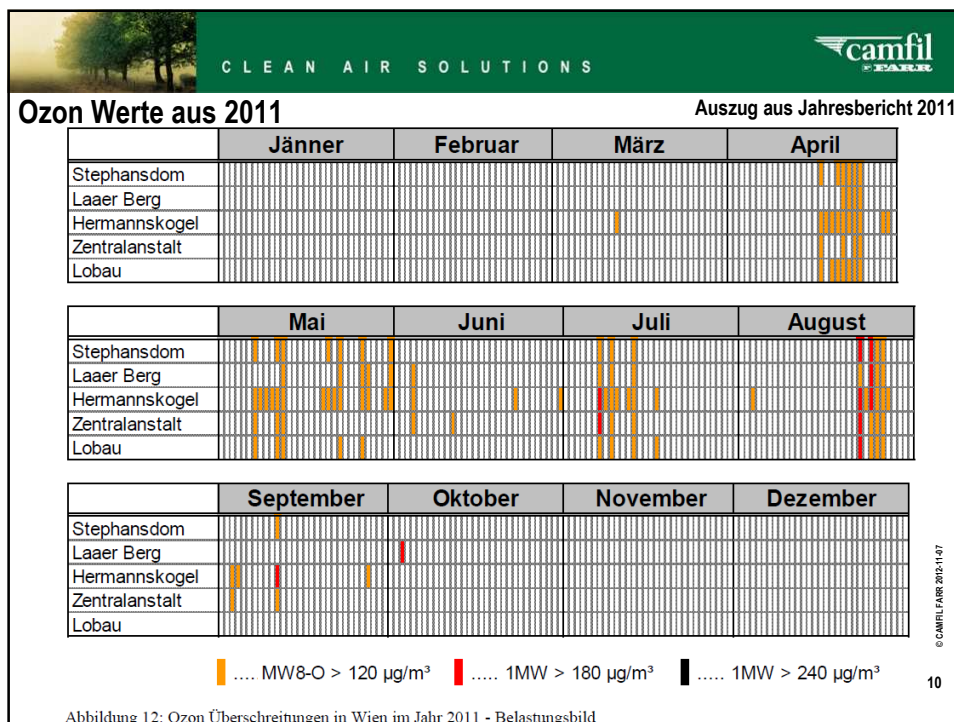 CLEAN AIR SOLUTIONS
camfil
FARR
Ozon Werte aus 2011
Auszug aus Jahresbericht 2011
Jänner Februar März April
Stephansdom
Laaer Berg
Hermannskogel
Zentralanstalt
Lobau
Mai Juni Juli August
Stephansdom
Laaer Berg
Hermannskogel
Zentralanstalt
Lobau
September Oktober November Dezember
Stephansdom
Laaer Berg
Hermannskogel
Zentralanstalt
Lobau
© CAMFIL FARR 2012-11-07
.... MW8-O > 120 µg/m³ ..... 1MW > 180 µg/m³ ..... 1MW > 240 µg/m³
10
Abbildung 12: Ozon Überschreitungen in Wien im Jahr 2011 - Belastungsbild